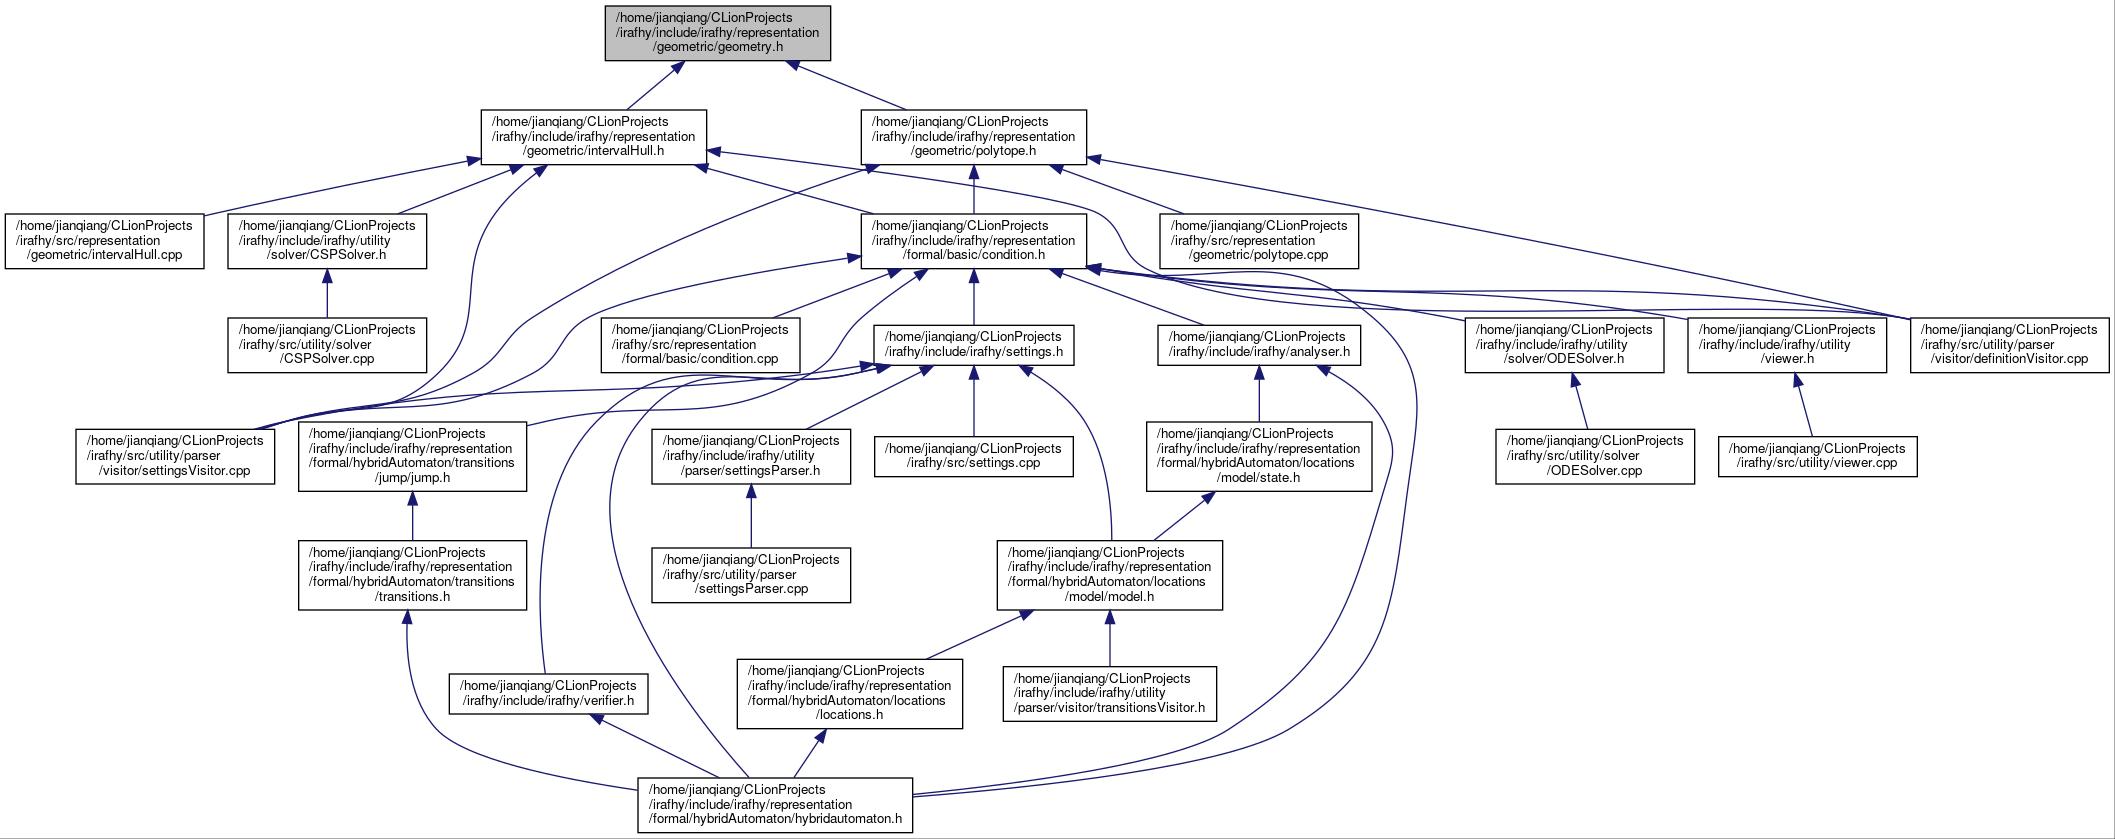 /home/jianqiang/CLionProjects
/irafhy/include/irafhy/representation
/geometric/geometry.h
/home/jianqiang/CLionProjects
/irafhy/include/irafhy/representation
/geometric/intervalHull.h
/home/jianqiang/CLionProjects
/irafhy/include/irafhy/representation
/geometric/polytope.h
/home/jianqiang/CLionProjects
/irafhy/src/representation
/geometric/intervalHull.cpp
/home/jianqiang/CLionProjects
/irafhy/include/irafhy/utility
/solver/CSPSolver.h
/home/jianqiang/CLionProjects
/irafhy/include/irafhy/representation
/formal/basic/condition.h
/home/jianqiang/CLionProjects
/irafhy/src/representation
/geometric/polytope.cpp
/home/jianqiang/CLionProjects
/irafhy/src/utility/solver
/CSPSolver.cpp
/home/jianqiang/CLionProjects
/irafhy/src/representation
/formal/basic/condition.cpp
/home/jianqiang/CLionProjects
/irafhy/include/irafhy/settings.h
/home/jianqiang/CLionProjects
/irafhy/include/irafhy/analyser.h
/home/jianqiang/CLionProjects
/irafhy/include/irafhy/utility
/solver/ODESolver.h
/home/jianqiang/CLionProjects
/irafhy/include/irafhy/utility
/viewer.h
/home/jianqiang/CLionProjects
/irafhy/src/utility/parser
/visitor/definitionVisitor.cpp
/home/jianqiang/CLionProjects
/irafhy/src/utility/parser
/visitor/settingsVisitor.cpp
/home/jianqiang/CLionProjects
/irafhy/include/irafhy/representation
/formal/hybridAutomaton/transitions
/jump/jump.h
/home/jianqiang/CLionProjects
/irafhy/include/irafhy/utility
/parser/settingsParser.h
/home/jianqiang/CLionProjects
/irafhy/src/settings.cpp
/home/jianqiang/CLionProjects
/irafhy/include/irafhy/representation
/formal/hybridAutomaton/locations
/model/state.h
/home/jianqiang/CLionProjects
/irafhy/src/utility/solver
/ODESolver.cpp
/home/jianqiang/CLionProjects
/irafhy/src/utility/viewer.cpp
/home/jianqiang/CLionProjects
/irafhy/include/irafhy/representation
/formal/hybridAutomaton/transitions
/transitions.h
/home/jianqiang/CLionProjects
/irafhy/src/utility/parser
/settingsParser.cpp
/home/jianqiang/CLionProjects
/irafhy/include/irafhy/representation
/formal/hybridAutomaton/locations
/model/model.h
/home/jianqiang/CLionProjects
/irafhy/include/irafhy/verifier.h
/home/jianqiang/CLionProjects
/irafhy/include/irafhy/representation
/formal/hybridAutomaton/locations
/locations.h
/home/jianqiang/CLionProjects
/irafhy/include/irafhy/utility
/parser/visitor/transitionsVisitor.h
/home/jianqiang/CLionProjects
/irafhy/include/irafhy/representation
/formal/hybridAutomaton/hybridautomaton.h